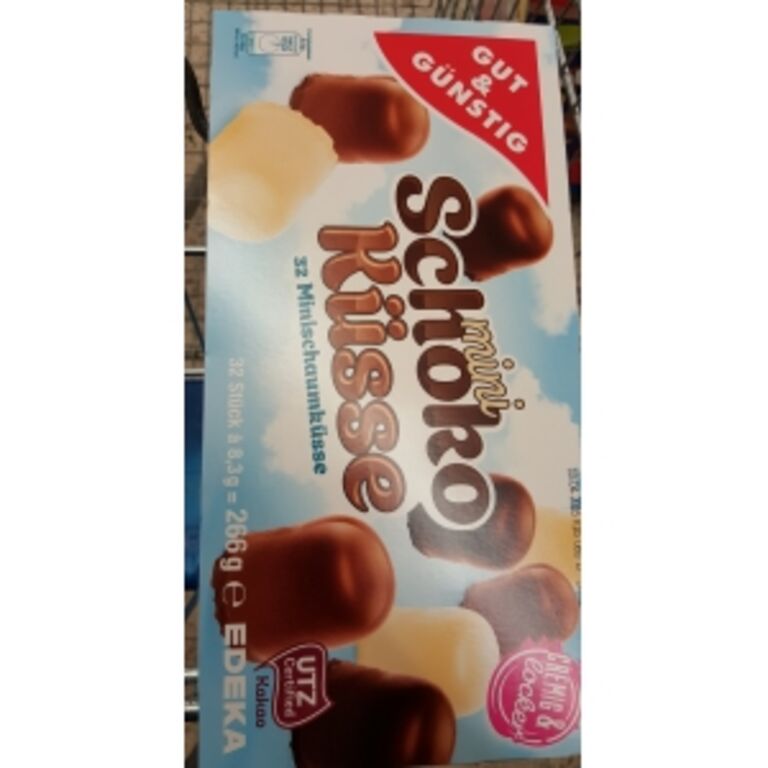 GUT
&
GÜNSTIG
mini
Schoko
Küsse
32 Minischaumküsse
CREMIG &
locker!
UTZ
Certified
Kakao
32 Stück à 8,3g = 266g e EDEKA